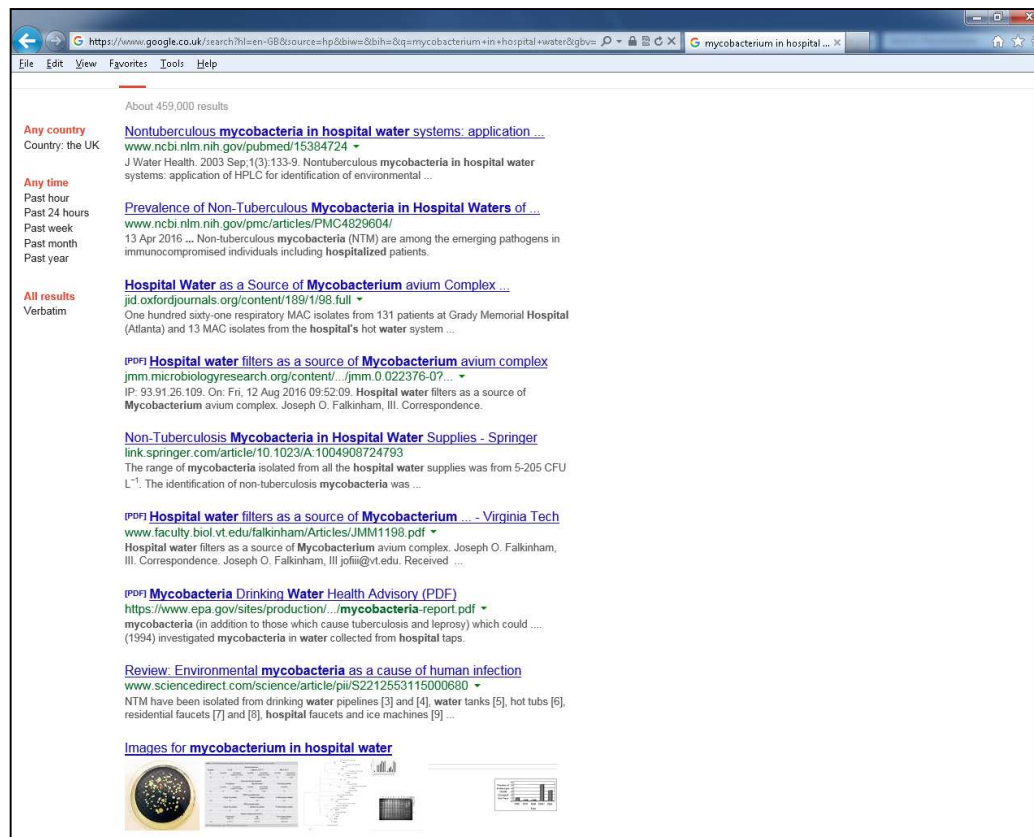 https://www.google.co.uk/search?hl=en-GB&source=hp&biw=&bih=&q=mycobacterium+in+hospital+water&gbv=
mycobacterium in hospital ...
File Edit View Favorites Tools Help
About 459,000 results
Any country
Country: the UK
Any time
Past hour
Past 24 hours
Past week
Past month
Past year
All results
Verbatim
Nontuberculous mycobacteria in hospital water systems: application ...
www.ncbi.nlm.nih.gov/pubmed/15384724
J Water Health. 2003 Sep;1(3):133-9. Nontuberculous mycobacteria in hospital water
systems: application of HPLC for identification of environmental ...
Prevalence of Non-Tuberculous Mycobacteria in Hospital Waters of ...
www.ncbi.nlm.nih.gov/pmc/articles/PMC4829604/
13 Apr 2016 ... Non-tuberculous mycobacteria (NTM) are among the emerging pathogens in
immunocompromised individuals including hospitalized patients.
Hospital Water as a Source of Mycobacterium avium Complex ...
jid.oxfordjournals.org/content/189/1/98.full
One hundred sixty-one respiratory MAC isolates from 131 patients at Grady Memorial Hospital
(Atlanta) and 13 MAC isolates from the hospital's hot water system ...
[PDF] Hospital water filters as a source of Mycobacterium avium complex
jmm.microbiologyresearch.org/content/.../jmm.0.022376-0?...
IP: 93.91.26.109. On: Fri, 12 Aug 2016 09:52:09. Hospital water filters as a source of
Mycobacterium avium complex. Joseph O. Falkinham, III. Correspondence.
Non-Tuberculosis Mycobacteria in Hospital Water Supplies - Springer
link.springer.com/article/10.1023/A:1004908724793
The range of mycobacteria isolated from all the hospital water supplies was from 5-205 CFU
L⁻¹. The identification of non-tuberculosis mycobacteria was ...
[PDF] Hospital water filters as a source of Mycobacterium ... - Virginia Tech
www.faculty.biol.vt.edu/falkinham/Articles/JMM1198.pdf
Hospital water filters as a source of Mycobacterium avium complex. Joseph O. Falkinham,
III. Correspondence. Joseph O. Falkinham, III jofiii@vt.edu. Received ...
[PDF] Mycobacteria Drinking Water Health Advisory (PDF)
https://www.epa.gov/sites/production/.../mycobacteria-report.pdf
mycobacteria (in addition to those which cause tuberculosis and leprosy) which could ....
(1994) investigated mycobacteria in water collected from hospital taps.
Review: Environmental mycobacteria as a cause of human infection
www.sciencedirect.com/science/article/pii/S2212553115000680
NTM have been isolated from drinking water pipelines [3] and [4], water tanks [5], hot tubs [6],
residential faucets [7] and [8], hospital faucets and ice machines [9] ...
Images for mycobacterium in hospital water